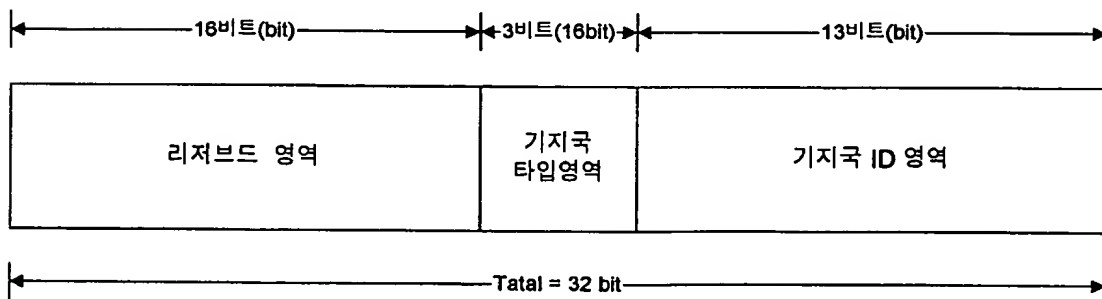 16비트(bit)
3비트(16bit)
13비트(bit)
리저브드 영역
기지국
타입영역
기지국 ID 영역
Tatal = 32 bit